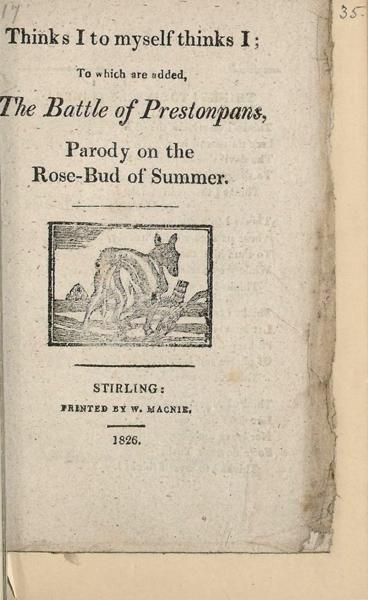 17
35.
Thinks I to myself thinks I;
To which are added,
The Battle of Prestonpans,
Parody on the
Rose-Bud of Summer.
STIRLING:
PRINTED BY W. MACNIE.
1826.